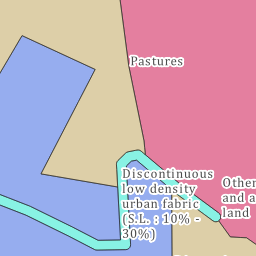 Pastures
Discontinuous
low density
urban fabric
(S.L. : 10% -
30%)
Other
and a
land